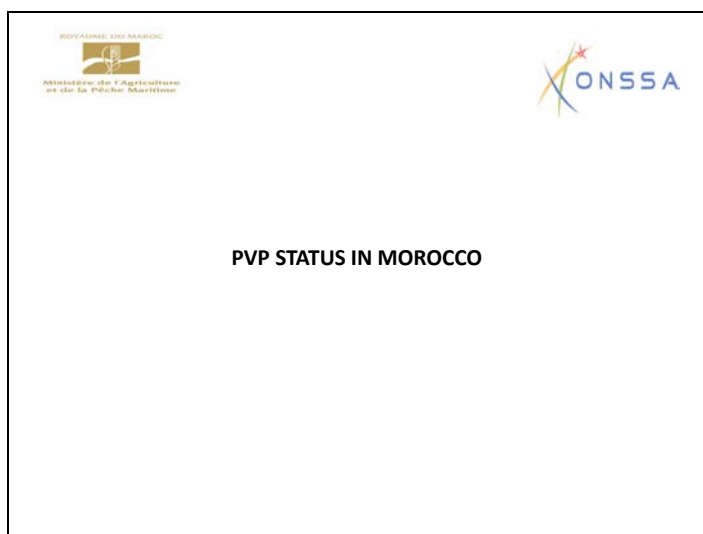 ROYAUME DU MAROC
Ministère de l'Agriculture
et de la Pêche Maritime
ONSSA
PVP STATUS IN MOROCCO